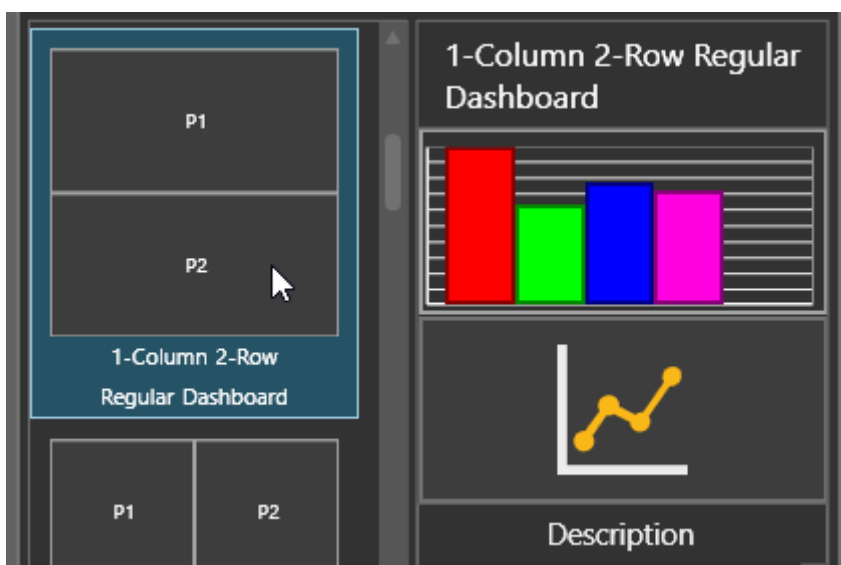 P1
P2
1-Column 2-Row
Regular Dashboard
P1 P2
1-Column 2-Row Regular
Dashboard
Description